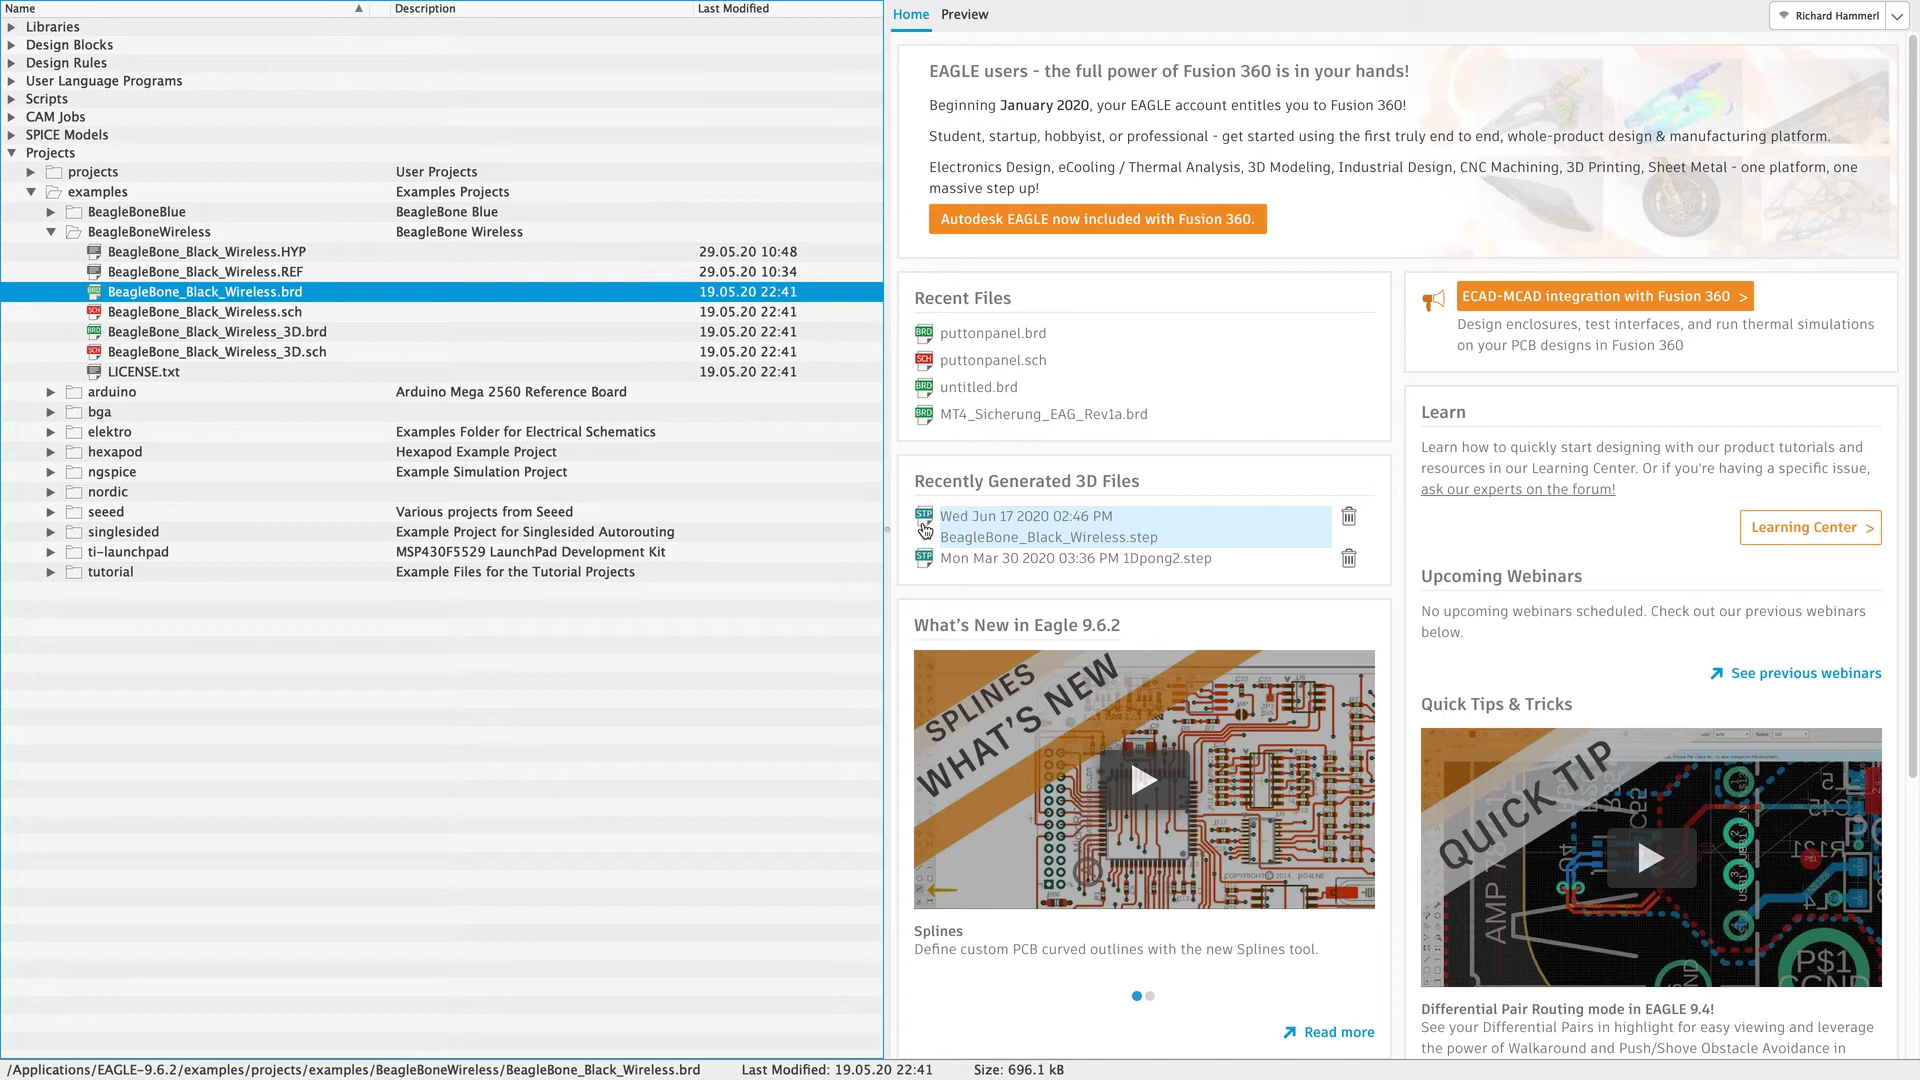 Name Description Last Modified
Libraries
Design Blocks
Design Rules
User Language Programs
Scripts
CAM Jobs
SPICE Models
Projects
projects User Projects
examples Examples Projects
BeagleBoneBlue BeagleBone Blue
BeagleBoneWireless BeagleBone Wireless
BeagleBone_Black_Wireless.HYP 29.05.20 10:48
BeagleBone_Black_Wireless.REF 29.05.20 10:34
BeagleBone_Black_Wireless.brd 19.05.20 22:41
BeagleBone_Black_Wireless.sch 19.05.20 22:41
BeagleBone_Black_Wireless_3D.brd 19.05.20 22:41
BeagleBone_Black_Wireless_3D.sch 19.05.20 22:41
LICENSE.txt 19.05.20 22:41
arduino Arduino Mega 2560 Reference Board
bga
elektro Examples Folder for Electrical Schematics
hexapod Hexapod Example Project
ngspice Example Simulation Project
nordic
seeed Various projects from Seeed
singlesided Example Project for Singlesided Autorouting
ti-launchpad MSP430F5529 LaunchPad Development Kit
tutorial Example Files for the Tutorial Projects
Home Preview
Richard Hammerl
EAGLE users - the full power of Fusion 360 is in your hands!
Beginning January 2020, your EAGLE account entitles you to Fusion 360!
Student, startup, hobbyist, or professional - get started using the first truly end to end, whole-product design & manufacturing platform.
Electronics Design, eCooling / Thermal Analysis, 3D Modeling, Industrial Design, CNC Machining, 3D Printing, Sheet Metal - one platform, one
massive step up!
Autodesk EAGLE now included with Fusion 360.
Recent Files
BRD puttonpanel.brd
SCH puttonpanel.sch
BRD untitled.brd
BRD MT4_Sicherung_EAG_Rev1a.brd
Recently Generated 3D Files
STP Wed Jun 17 2020 02:46 PM
BeagleBone_Black_Wireless.step
STP Mon Mar 30 2020 03:36 PM 1Dpong2.step
What's New in Eagle 9.6.2
SPLINES
WHAT'S NEW
Splines
Define custom PCB curved outlines with the new Splines tool.
Read more
ECAD-MCAD integration with Fusion 360 >
Design enclosures, test interfaces, and run thermal simulations
on your PCB designs in Fusion 360
Learn
Learn how to quickly start designing with our product tutorials and
resources in our Learning Center. Or if you're having a specific issue,
ask our experts on the forum!
Learning Center >
Upcoming Webinars
No upcoming webinars scheduled. Check out our previous webinars
below.
See previous webinars
Quick Tips & Tricks
QUICK TIP
P$1
Differential Pair Routing mode in EAGLE 9.4!
See your Differential Pairs in highlight for easy viewing and leverage
the power of Walkaround and Push/Shove Obstacle Avoidance in
/Applications/EAGLE-9.6.2/examples/projects/examples/BeagleBoneWireless/BeagleBone_Black_Wireless.brd Last Modified: 19.05.20 22:41 Size: 696.1 kB